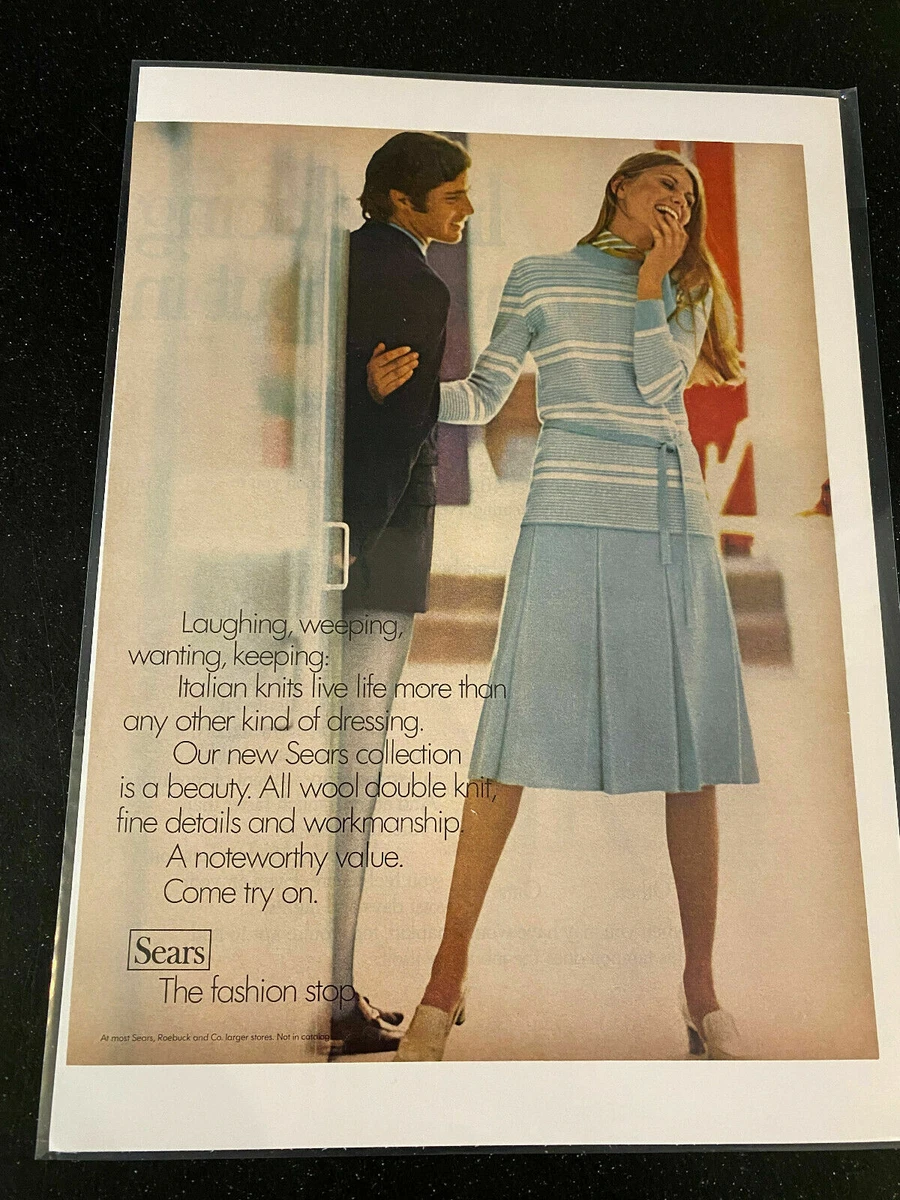 Laughing, weeping,
wanting, keeping:
Italian knits live life more than
any other kind of dressing.
Our new Sears collection
is a beauty. All wool double knit,
fine details and workmanship.
A noteworthy value.
Come try on.
Sears
The fashion stop
At most Sears, Roebuck and Co. larger stores. Not in catalog